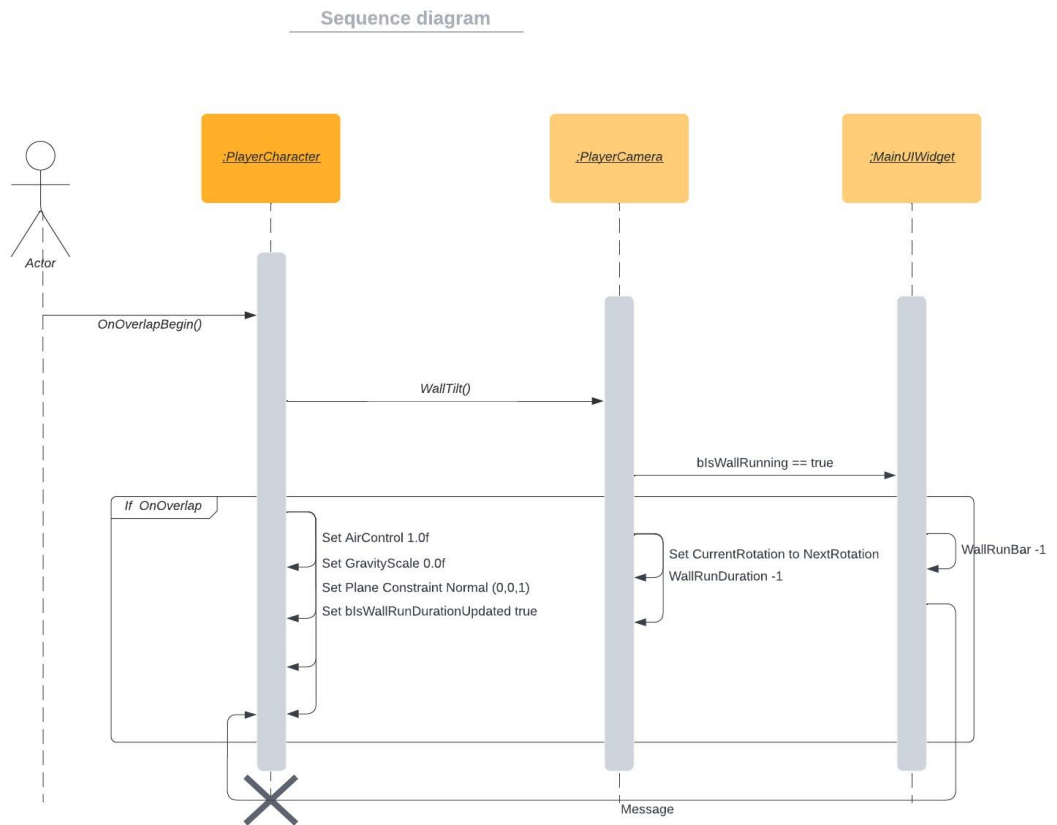 Sequence diagram
:PlayerCharacter
:PlayerCamera
:MainUIWidget
Actor
OnOverlapBegin()
WallTilt()
bIsWallRunning == true
If OnOverlap
Set AirControl 1.0f
Set GravityScale 0.0f
Set Plane Constraint Normal (0,0,1)
Set bIsWallRunDurationUpdated true
Set CurrentRotation to NextRotation
WallRunDuration -1
WallRunBar -1
Message